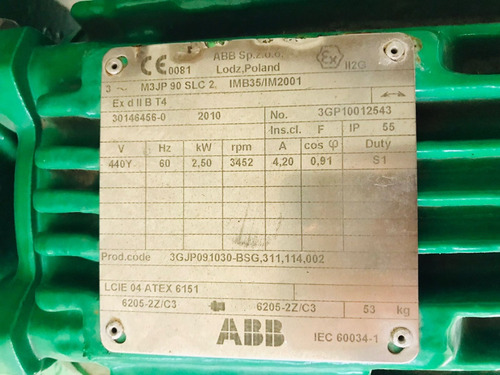 CE 0081 ABB Sp.z.o.o. Ex II2G
Lodz,Poland
3 ~ M3JP 90 SLC 2 IMB35/IM2001
Ex d II B T4
30146456-0 2010 No. 3GP10012543
Ins.cl. F IP 55
V Hz kW rpm A cos φ Duty
440Y 60 2,50 3452 4,20 0,91 S1
Prod.code 3GJP091030-BSG,311,114,002
LCIE 04 ATEX 6151
6205-2Z/C3 6205-2Z/C3 53 kg
ABB IEC 60034-1